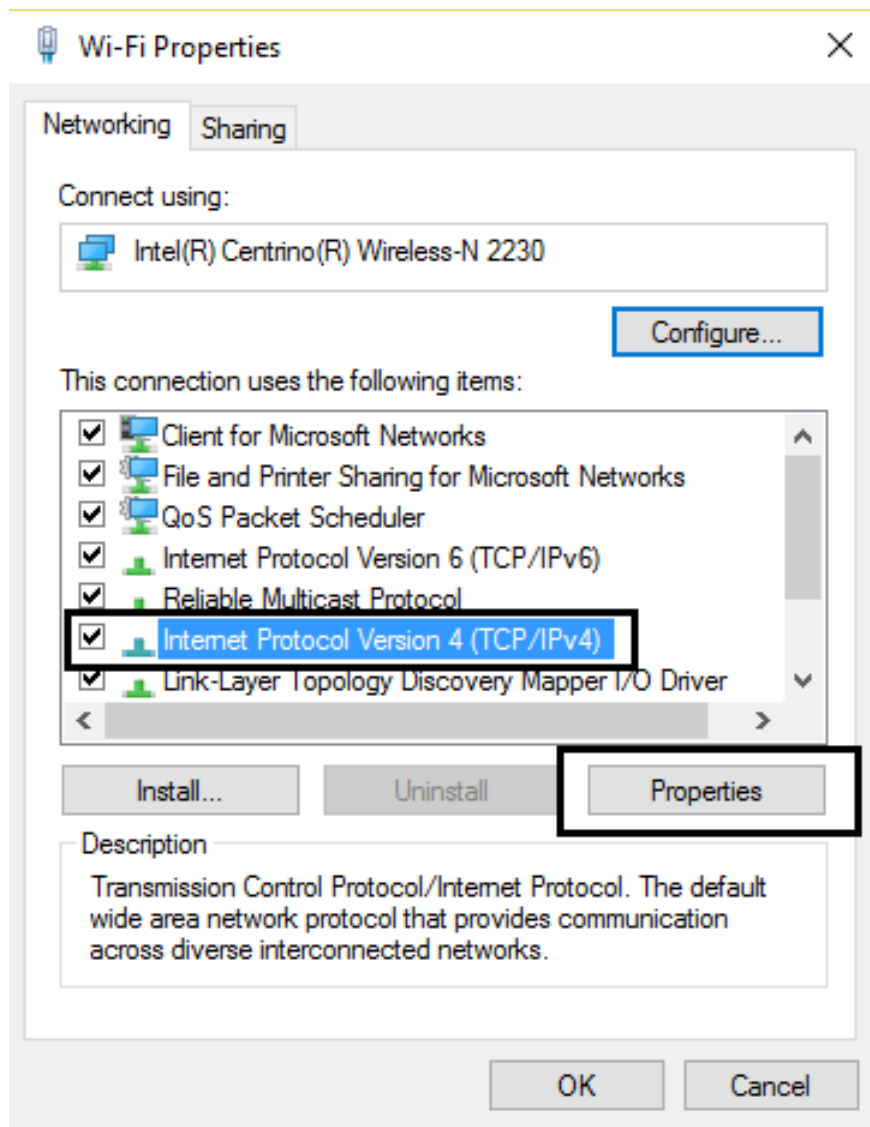 Wi-Fi Properties
Networking
Sharing
Connect using:
Intel(R) Centrino(R) Wireless-N 2230
Configure...
This connection uses the following items:
Client for Microsoft Networks
File and Printer Sharing for Microsoft Networks
QoS Packet Scheduler
Internet Protocol Version 6 (TCP/IPv6)
Reliable Multicast Protocol
Internet Protocol Version 4 (TCP/IPv4)
Link-Layer Topology Discovery Mapper I/O Driver
Install...
Uninstall
Properties
Description
Transmission Control Protocol/Internet Protocol. The default
wide area network protocol that provides communication
across diverse interconnected networks.
OK
Cancel